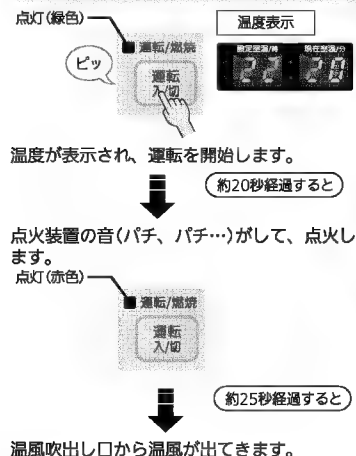 点灯(緑色)
温度表示
運転/燃焼
設定室温/時 現在室温/分
ピッ
運転
入/切
22 20
温度が表示され、運転を開始します。
約20秒経過すると
点火装置の音(パチ、パチ…)がして、点火し
ます。
点灯(赤色)
運転/燃焼
運転
入/切
約25秒経過すると
温風吹出し口から温風が出てきます。